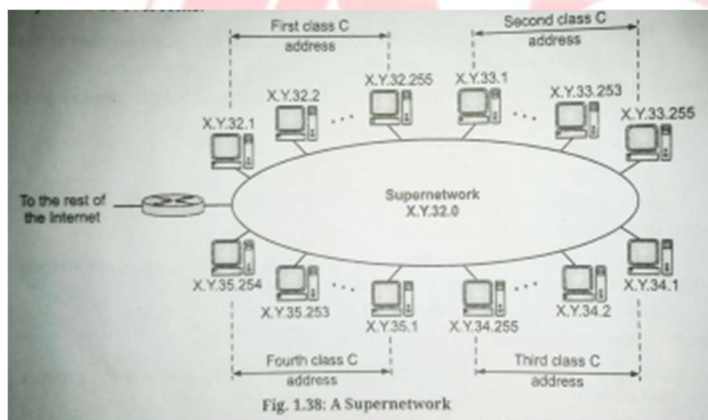 First class C
address
Second class C
address
X.Y.32.1
X.Y.32.2
X.Y.32.255
X.Y.33.1
X.Y.33.253
X.Y.33.255
To the rest of
the Internet
Supernetwork
X.Y.32.0
X.Y.35.254
X.Y.35.253
X.Y.35.1
X.Y.34.255
X.Y.34.2
X.Y.34.1
Fourth class C
address
Third class C
address
Fig. 1.38: A Supernetwork